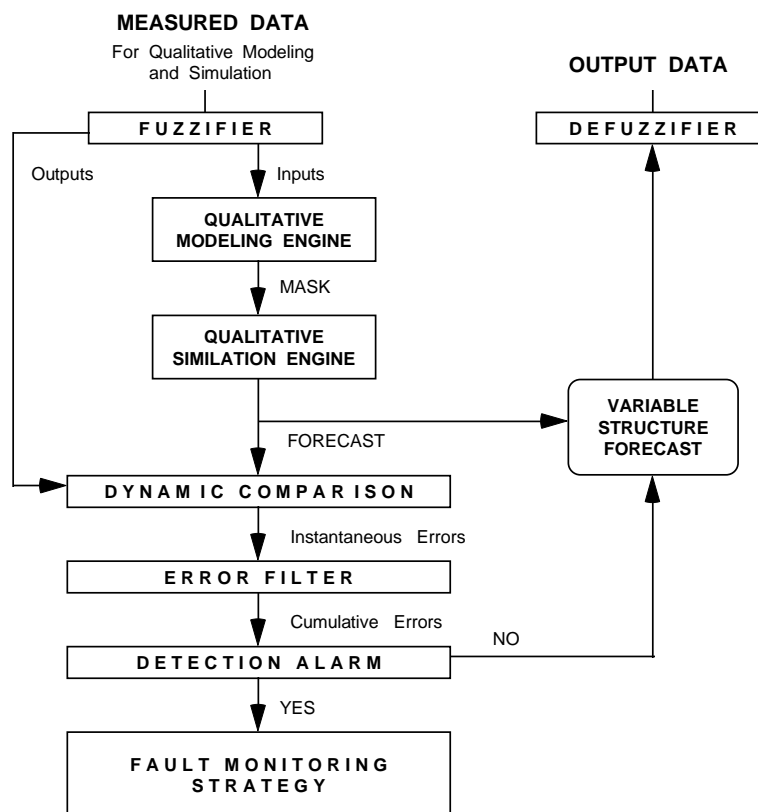 MEASURED DATA
For Qualitative Modeling
and Simulation
OUTPUT DATA
FUZZIFIER
DEFUZZIFIER
Outputs
Inputs
QUALITATIVE
MODELING ENGINE
MASK
QUALITATIVE
SIMILATION ENGINE
VARIABLE
STRUCTURE
FORECAST
FORECAST
DYNAMIC COMPARISON
Instantaneous Errors
ERROR FILTER
Cumulative Errors
NO
DETECTION ALARM
YES
FAULT MONITORING
STRATEGY